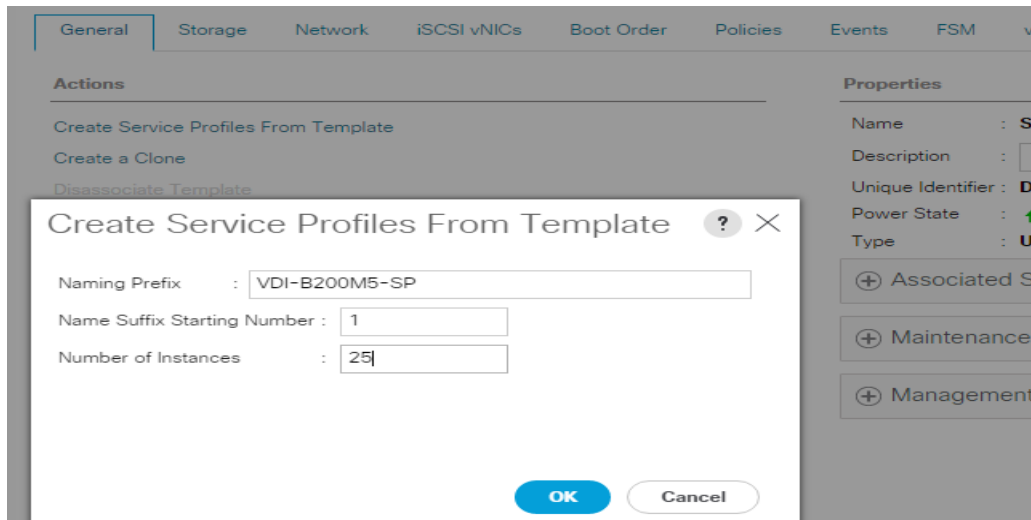 General Storage Network iSCSI vNICs Boot Order Policies Events FSM
Actions
Create Service Profiles From Template
Create a Clone
Disassociate Template
Properties
Name :
Description :
Unique Identifier :
Power State :
Type :
+ Associated
+ Maintenance
+ Management
Create Service Profiles From Template ? ×
Naming Prefix : VDI-B200M5-SP
Name Suffix Starting Number : 1
Number of Instances : 25
OK Cancel